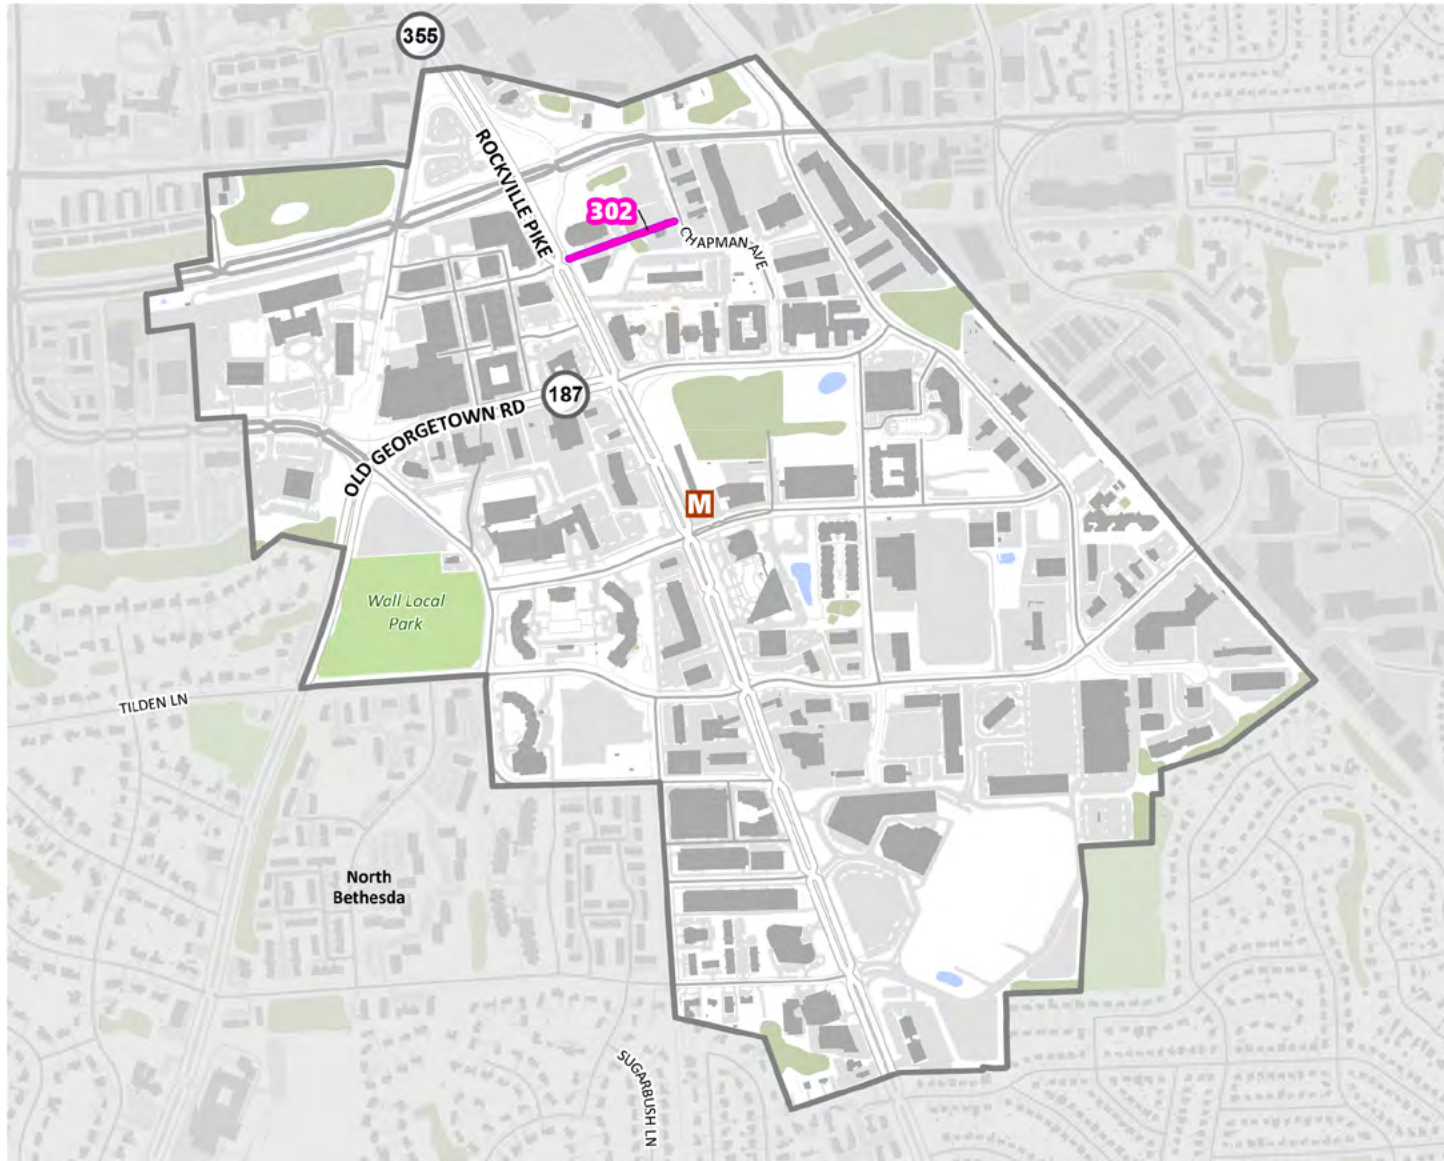 355
ROCKVILLE PIKE
302
CHAPMAN AVE
187
OLD GEORGETOWN RD
M
Wall Local
Park
TILDEN LN
North
Bethesda
SUGARBUSH LN